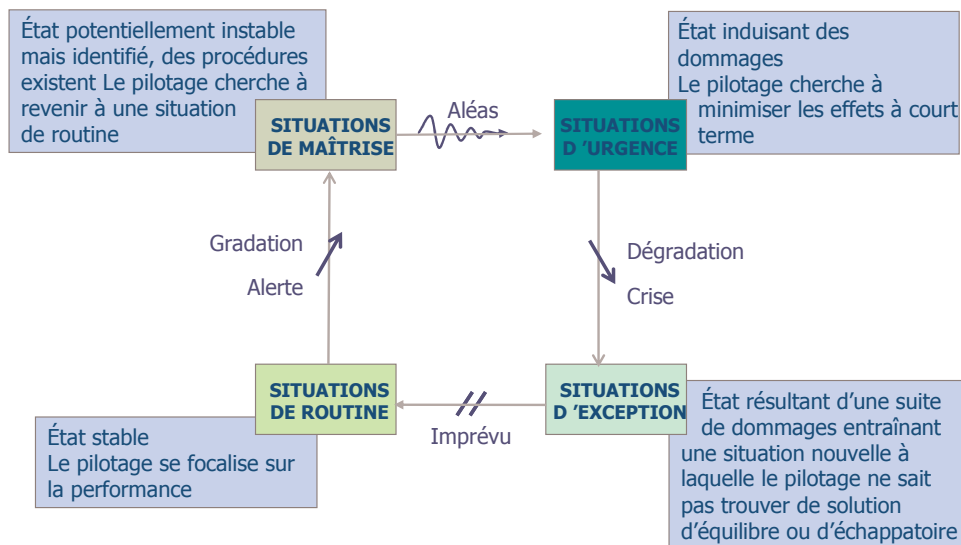 État potentiellement instable
mais identifié, des procédures
existent Le pilotage cherche à
revenir à une situation
de routine
État induisant des
dommages
Le pilotage cherche à
minimiser les effets à court
terme
SITUATIONS
DE MAÎTRISE
Aléas
SITUATIONS
D ’URGENCE
Gradation
Alerte
Dégradation
Crise
SITUATIONS
DE ROUTINE
Imprévu
SITUATIONS
D ’EXCEPTION
État stable
Le pilotage se focalise sur
la performance
État résultant d’une suite
de dommages entraînant
une situation nouvelle à
laquelle le pilotage ne sait
pas trouver de solution
d’équilibre ou d’échappatoire